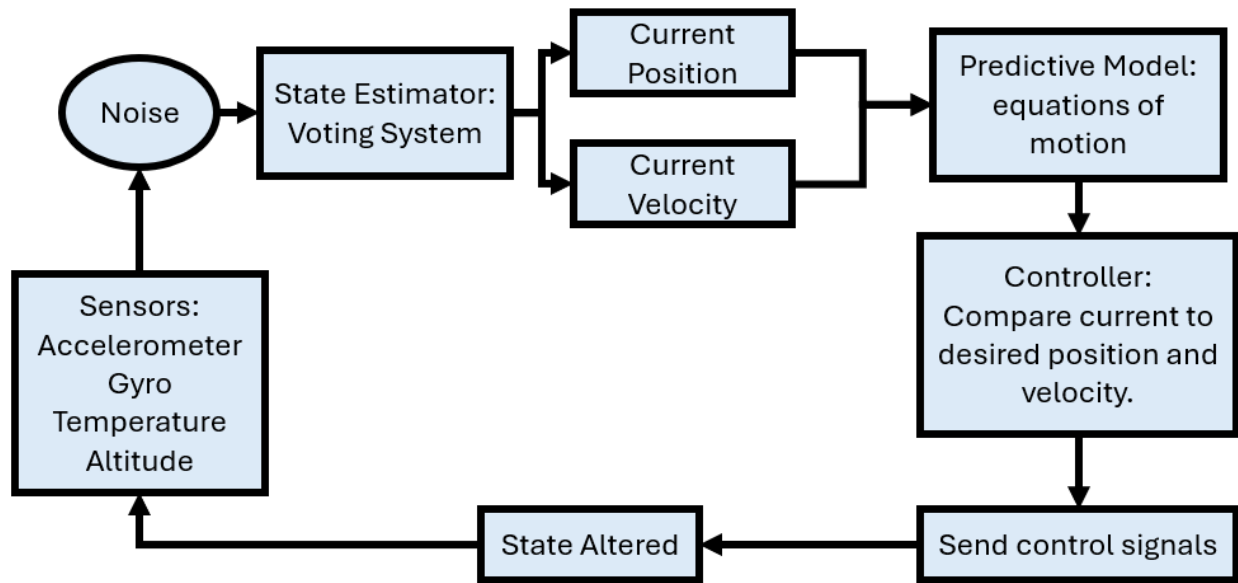 Noise
State Estimator:
Voting System
Current
Position
Current
Velocity
Predictive Model:
equations of
motion
Controller:
Compare current to
desired position and
velocity.
Send control signals
State Altered
Sensors:
Accelerometer
Gyro
Temperature
Altitude